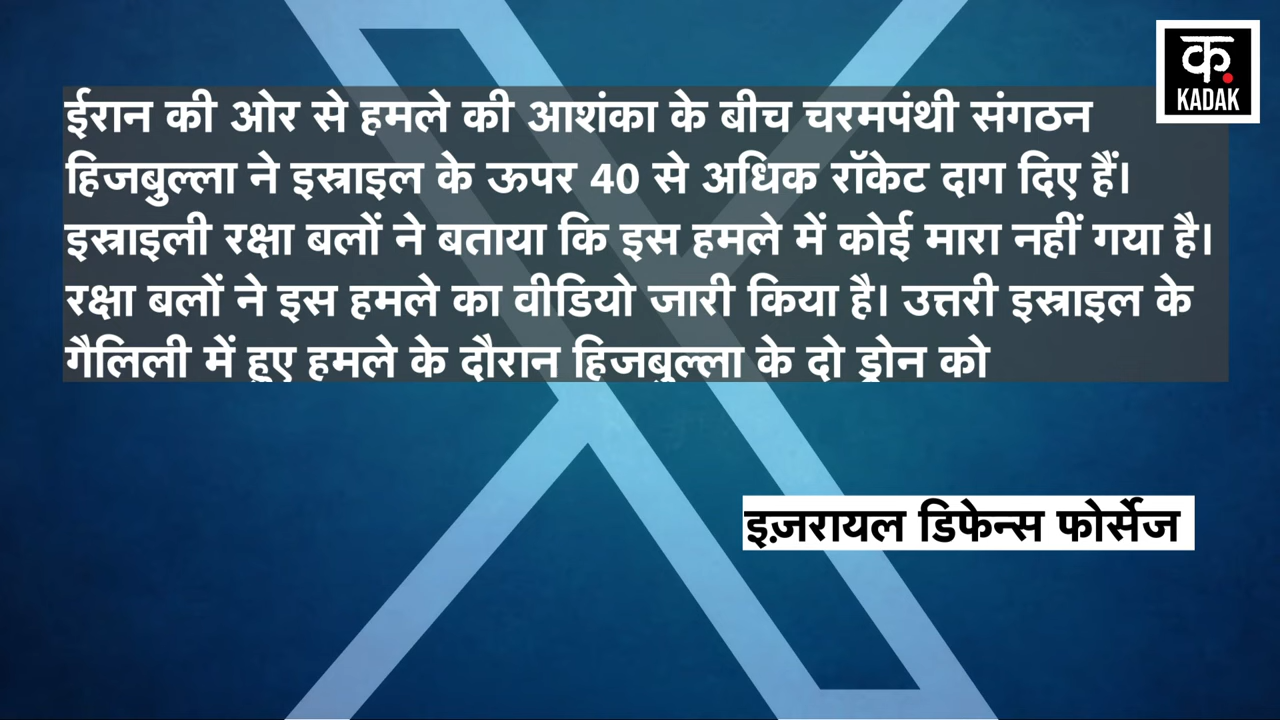 क.
KADAK
ईरान की ओर से हमले की आशंका के बीच चरमपंथी संगठन
हिजबुल्ला ने इस्राइल के ऊपर 40 से अधिक रॉकेट दाग दिए हैं।
इस्राइली रक्षा बलों ने बताया कि इस हमले में कोई मारा नहीं गया है।
रक्षा बलों ने इस हमले का वीडियो जारी किया है। उत्तरी इस्राइल के
गैलिली में हुए हमले के दौरान हिजबुल्ला के दो ड्रोन को
इज़रायल डिफेन्स फोर्सेज